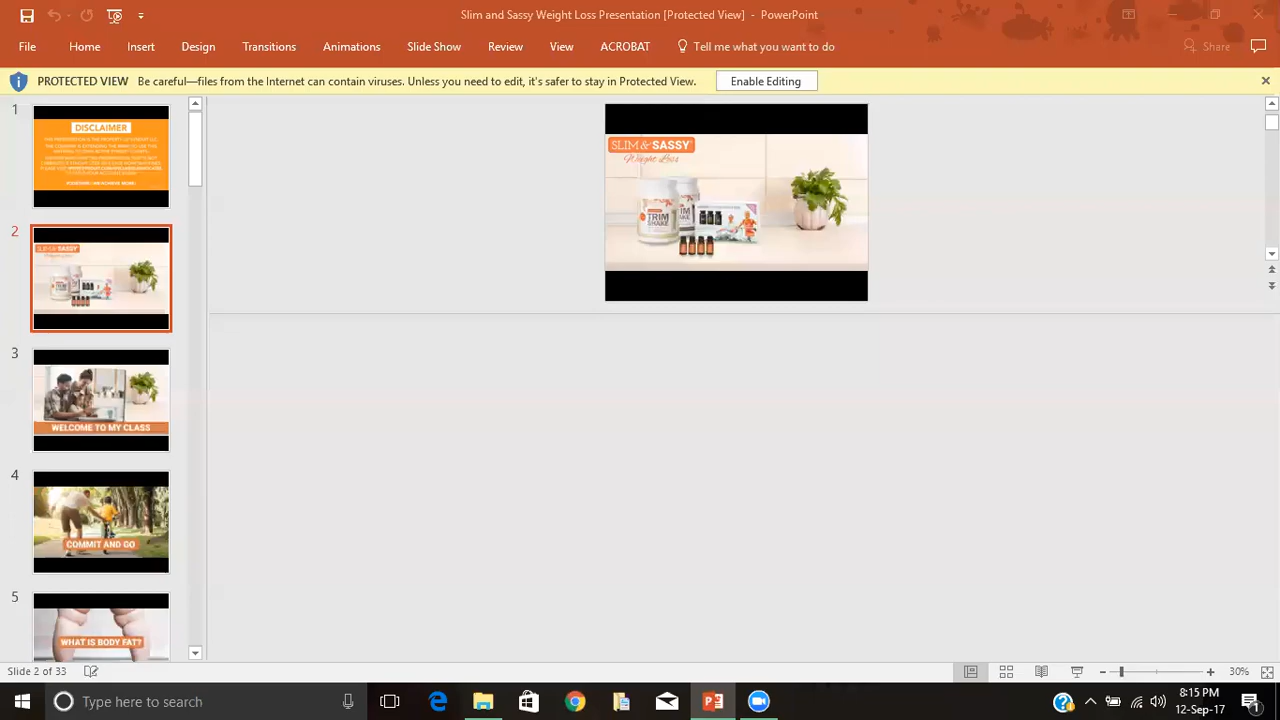 Slim and Sassy Weight Loss Presentation [Protected View] - PowerPoint
File Home Insert Design Transitions Animations Slide Show Review View ACROBAT Tell me what you want to do Share
PROTECTED VIEW Be careful—files from the Internet can contain viruses. Unless you need to edit, it's safer to stay in Protected View. Enable Editing
1
DISCLAIMER
2
SLIM & SASSY
3
WELCOME TO MY CLASS
4
COMMIT AND GO
5
WHAT IS BODY FAT?
SLIM & SASSY
Weight Loss
TRIM
SHAKE
Slide 2 of 33
30%
Type here to search
8:15 PM
12-Sep-17
1